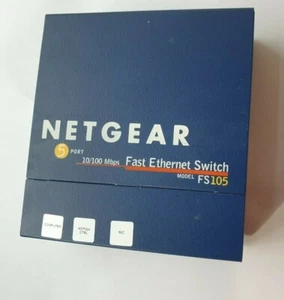 NETGEAR
5 PORT
10/100 Mbps Fast Ethernet Switch
MODEL FS105